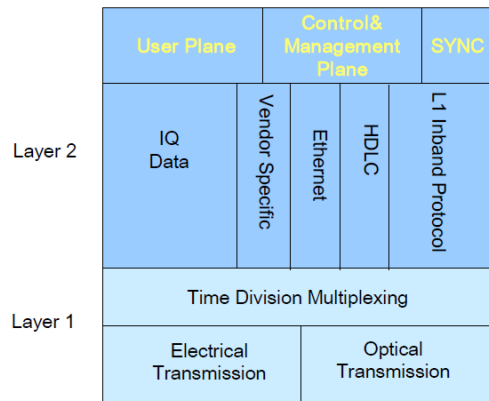 User Plane
Control&
Management
Plane
SYNC
Layer 2
IQ
Data
Vendor Specific
Ethernet
HDLC
L1 Inband Protocol
Layer 1
Time Division Multiplexing
Electrical
Transmission
Optical
Transmission